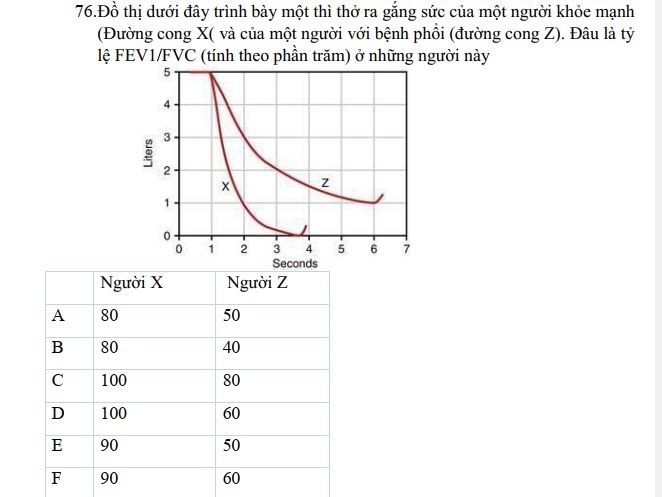 76.Đồ thị dưới đây trình bày một thì thở ra gắng sức của một người khỏe mạnh
(Đường cong X( và của một người với bệnh phổi (đường cong Z). Đâu là tỷ
lệ FEV1/FVC (tính theo phần trăm) ở những người này
5
4
3
2
1
0
Liters
X
Z
0 1 2 3 4 5 6 7
Seconds
Người X Người Z
A 80 50
B 80 40
C 100 80
D 100 60
E 90 50
F 90 60